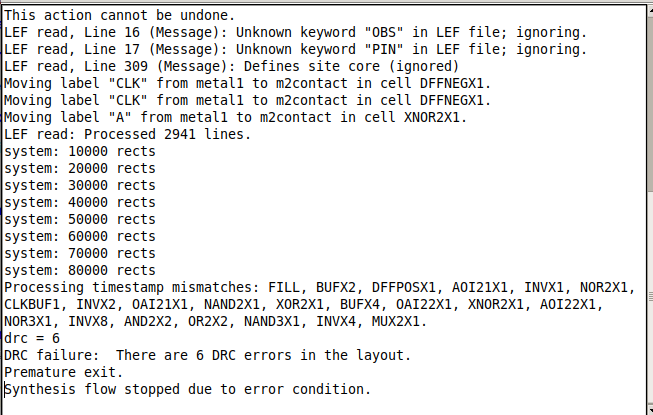 This action cannot be undone.
LEF read, Line 16 (Message): Unknown keyword "OBS" in LEF file; ignoring.
LEF read, Line 17 (Message): Unknown keyword "PIN" in LEF file; ignoring.
LEF read, Line 309 (Message): Defines site core (ignored)
Moving label "CLK" from metal1 to m2contact in cell DFFNEGX1.
Moving label "CLK" from metal1 to m2contact in cell DFFNEGX1.
Moving label "A" from metal1 to m2contact in cell XNOR2X1.
LEF read: Processed 2941 lines.
system: 10000 rects
system: 20000 rects
system: 30000 rects
system: 40000 rects
system: 50000 rects
system: 60000 rects
system: 70000 rects
system: 80000 rects
Processing timestamp mismatches: FILL, BUFX2, DFFPOSX1, AOI21X1, INVX1, NOR2X1,
CLKBUF1, INVX2, OAI21X1, NAND2X1, XOR2X1, BUFX4, OAI22X1, XNOR2X1, AOI22X1,
NOR3X1, INVX8, AND2X2, OR2X2, NAND3X1, INVX4, MUX2X1.
drc = 6
DRC failure:  There are 6 DRC errors in the layout.
Premature exit.
Synthesis flow stopped due to error condition.